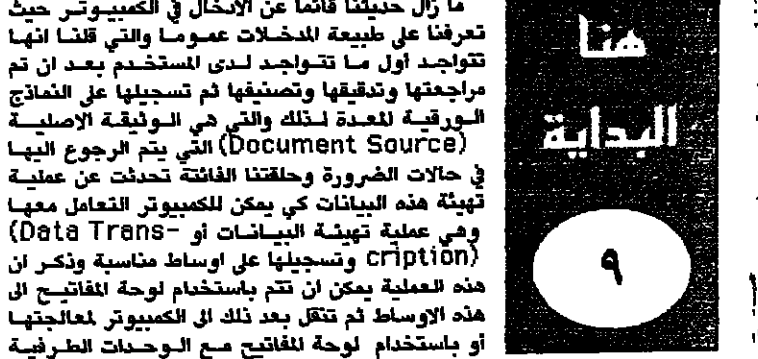 هنا
البداية
٩
ما زال حديثنا قائما عن الادخال في الكمبيوتر حيث
تعرفنا على طبيعة المدخلات عموما والتي قلنا انها
تتواجد أول ما تتواجد لدى المستخدم بعد ان تم
مراجعتها وتدقيقها وتصنيفها ثم تسجيلها على النماذج
الورقية المعدة لذلك والتي هي الوثيقة الاصلية
(Document Source) التي يتم الرجوع اليها
في حالات الضرورة وحلقتنا الفائتة تحدثت عن عملية
تهيئة هذه البيانات كي يمكن للكمبيوتر التعامل معها
وهي عملية تهيئة البيانات أو (Data Trans-
cription) وتسجيلها على اوساط مناسبة وذكر ان
هذه العملية يمكن ان تتم باستخدام لوحة المفاتيح الى
هذه الاوساط ثم تنقل بعد ذلك الى الكمبيوتر لمعالجتها
أو باستخدام لوحة المفاتيح مع الوحدات الطرفية